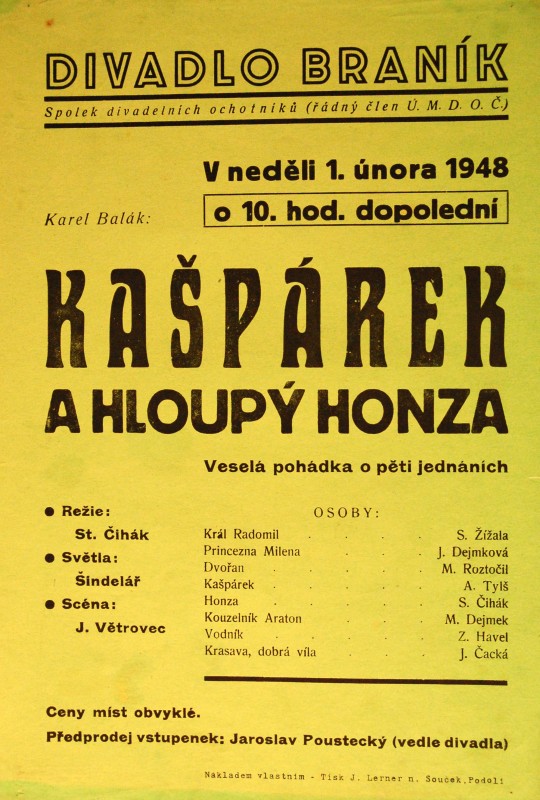 DIVADLO BRANÍK
Spolek divadelních ochotníků (řádný člen Ú. M. D. O. Č.)
V neděli 1. února 1948
Karel Balák:
o 10. hod. dopolední
KAŠPÁREK
A HLOUPÝ HONZA
Veselá pohádka o pěti jednáních
● Režie:
St. Čihák
● Světla:
Šindelář
● Scéna:
J. Větrovec
OSOBY:
Král Radomil . . . . S. Žížala
Princezna Milena . . . J. Dejmková
Dvořan . . . . M. Roztočil
Kašpárek . . . . . A. Tylš
Honza . . . . . S. Čihák
Kouzelník Araton . . . M. Dejmek
Vodník . . . . . Z. Havel
Krasava, dobrá víla . . . J. Čacká
Ceny míst obvyklé.
Předprodej vstupenek: Jaroslav Poustecký (vedle divadla)
Nákladem vlastním - Tisk J. Lerner n. Souček, Podolí